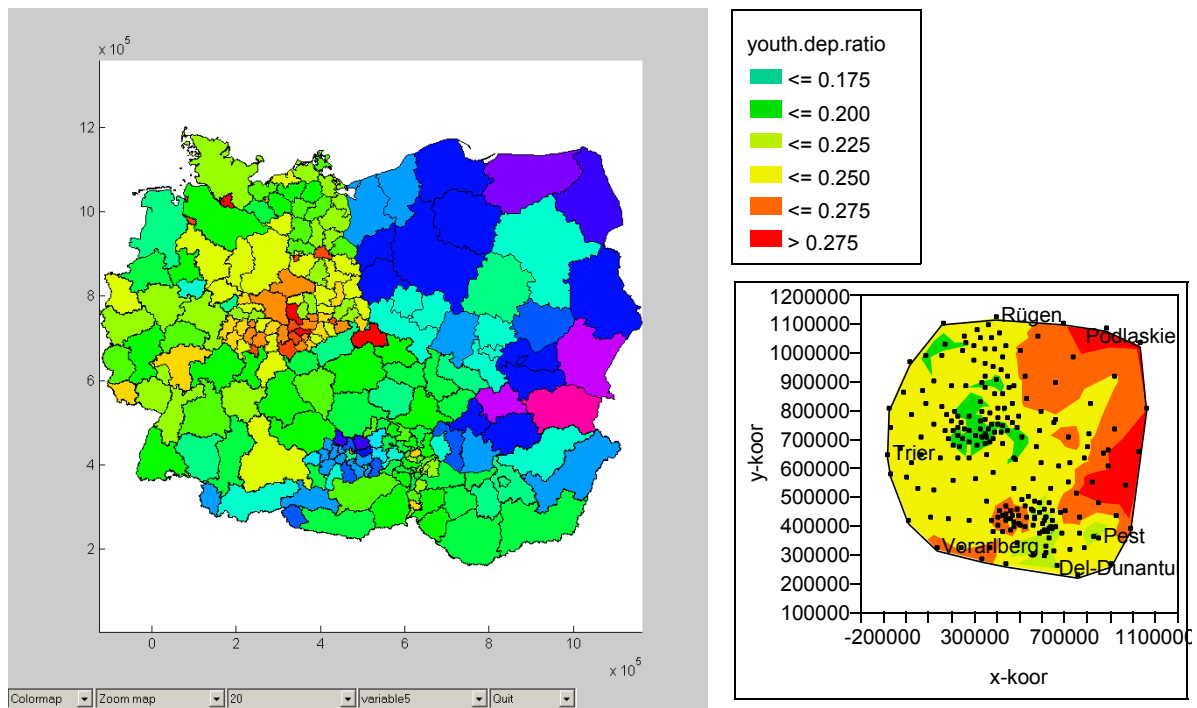 x 10^5
12
10
8
6
4
2
0 2 4 6 8 10
x 10^5
Colormap Zoom map 20 variable5 Quit
youth.dep.ratio
<= 0.175
<= 0.200
<= 0.225
<= 0.250
<= 0.275
> 0.275
y-koor
1200000
1100000
1000000
900000
800000
700000
600000
500000
400000
300000
200000
100000
Rügen
Podlaskie
Trier
Vorarlberg
Pest
Del-Dunantu
-200000 300000 700000 1100000
x-koor